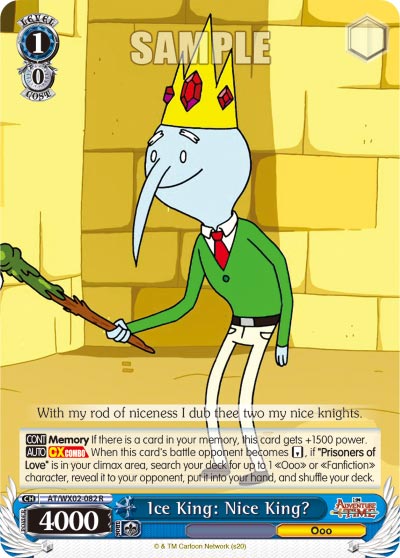 LEVEL
1
0
COST
SAMPLE
With my rod of niceness I dub thee two my nice knights.
CONT Memory If there is a card in your memory, this card gets +1500 power.
AUTO CXCOMBO When this card's battle opponent becomes [ ], if "Prisoners of
Love" is in your climax area, search your deck for up to 1 «Ooo» or «Fanfiction»
character, reveal it to your opponent, put it into your hand, and shuffle your deck.
CH AT/WX02-082 R
Ice King: Nice King?
POWER 4000
ADVENTURE TIME
Ooo
© & TM Cartoon Network (s20)